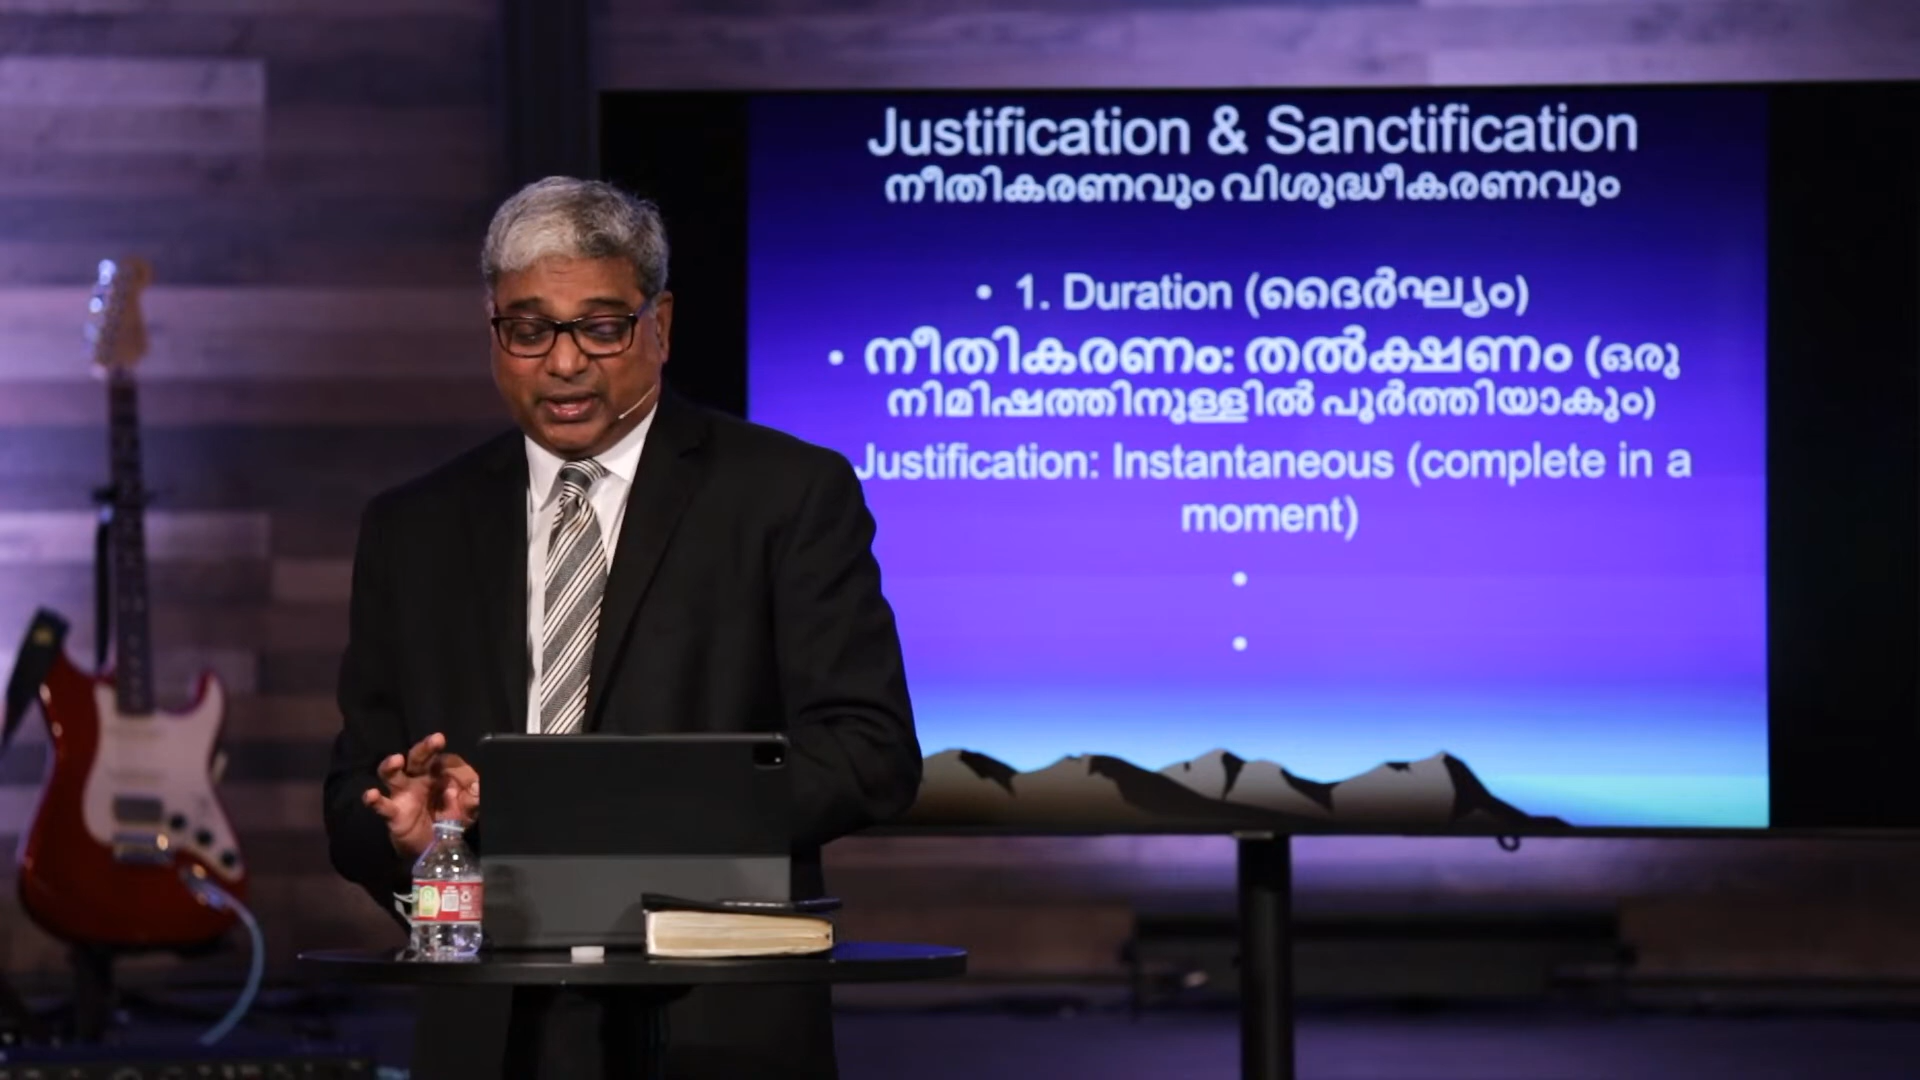 Justification & Sanctification
നീതികരണവും വിശുദ്ധീകരണവും
• 1. Duration (ദൈർഘ്യം)
• നീതികരണം: തൽക്ഷണം (ഒരു
നിമിഷത്തിനുള്ളിൽ പൂർത്തിയാകും)
Justification: Instantaneous (complete in a
moment)
•
•